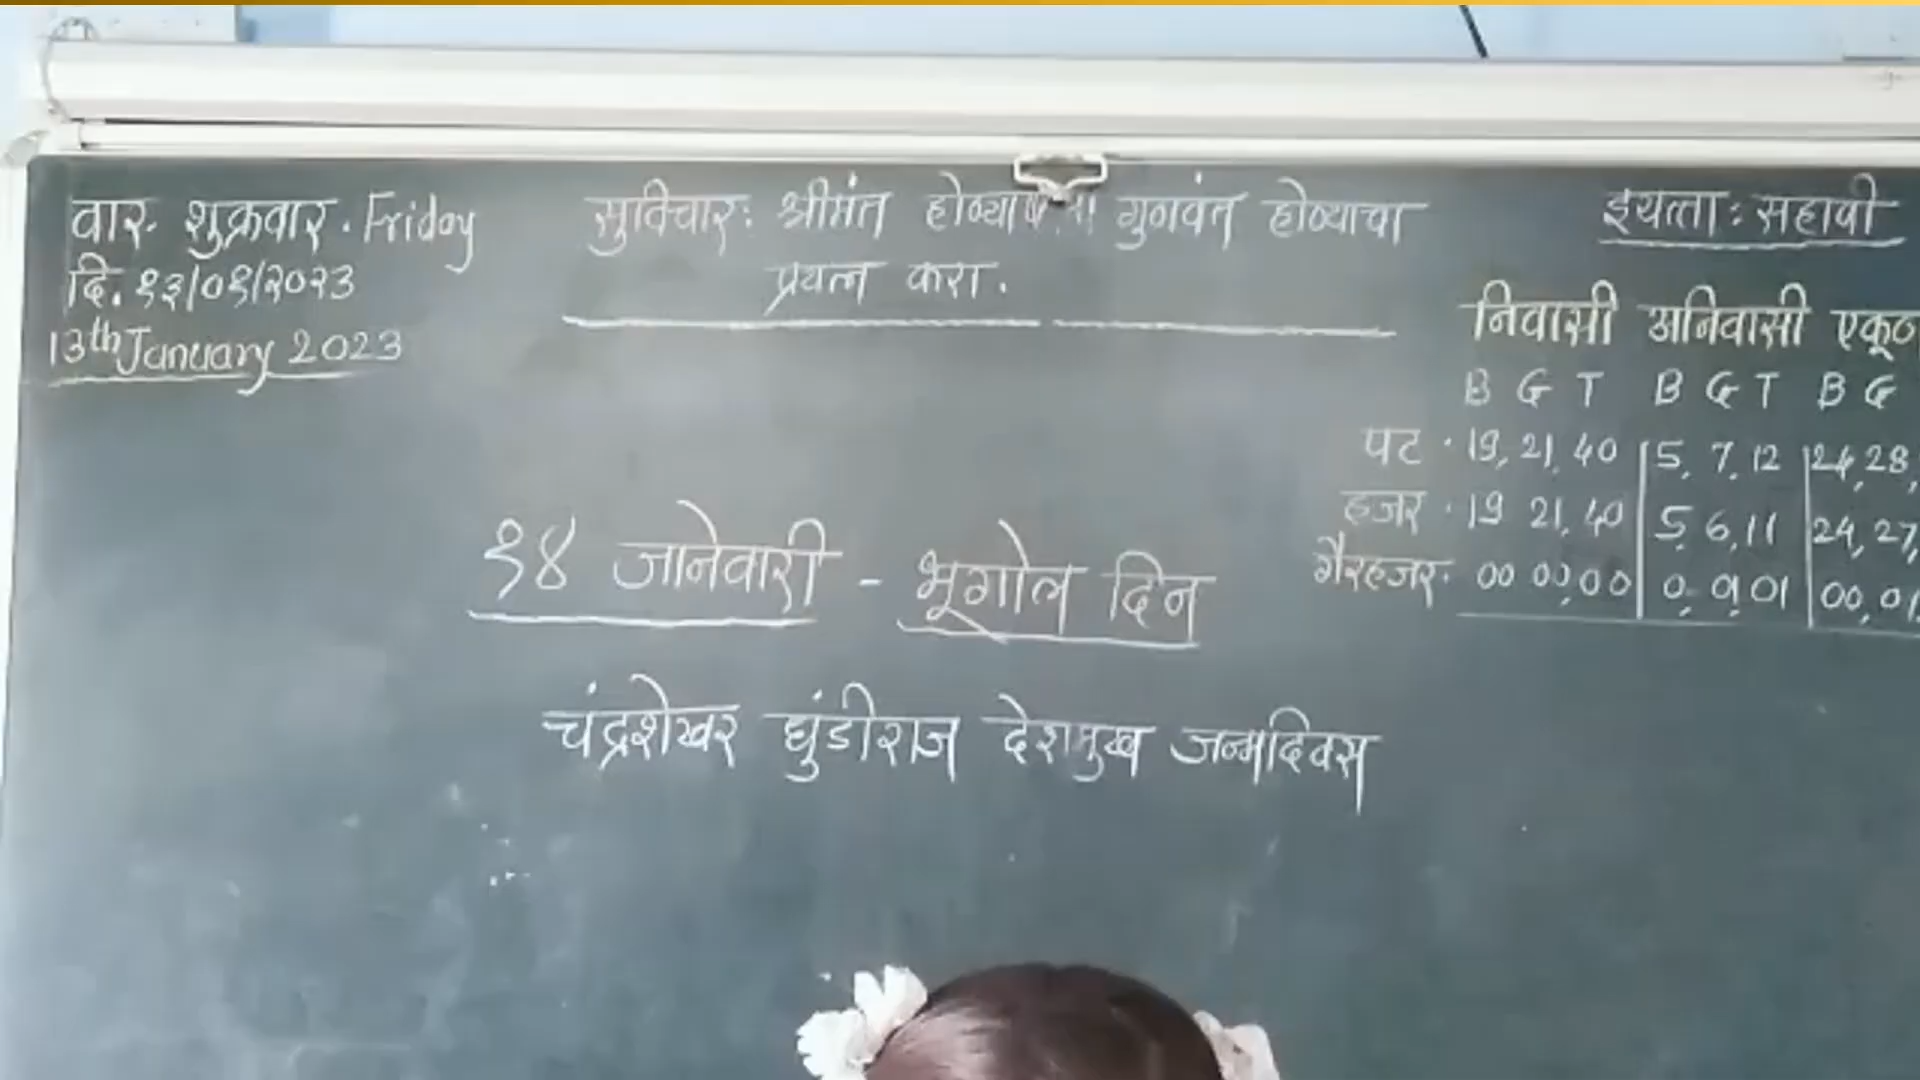 वार. शुक्रवार. Friday
दि. १३/०१/२०२३
13th January 2023
सुविचार: श्रीमंत गुणवंत होण्याचा
प्रयत्न करा.
इयत्ता: सहावी
निवासी अनिवासी एकूण
B G T B G T B G
पट. 19, 21, 40 5, 7, 12 24, 28,
हजर. 19 21, 40 5, 6, 11 24, 27,
गैरहजर. 00 00, 00 0, 01 00, 01
१४ जानेवारी - भूगोल दिन
चंद्रशेखर धुंडीराज देशमुख जन्मदिवस